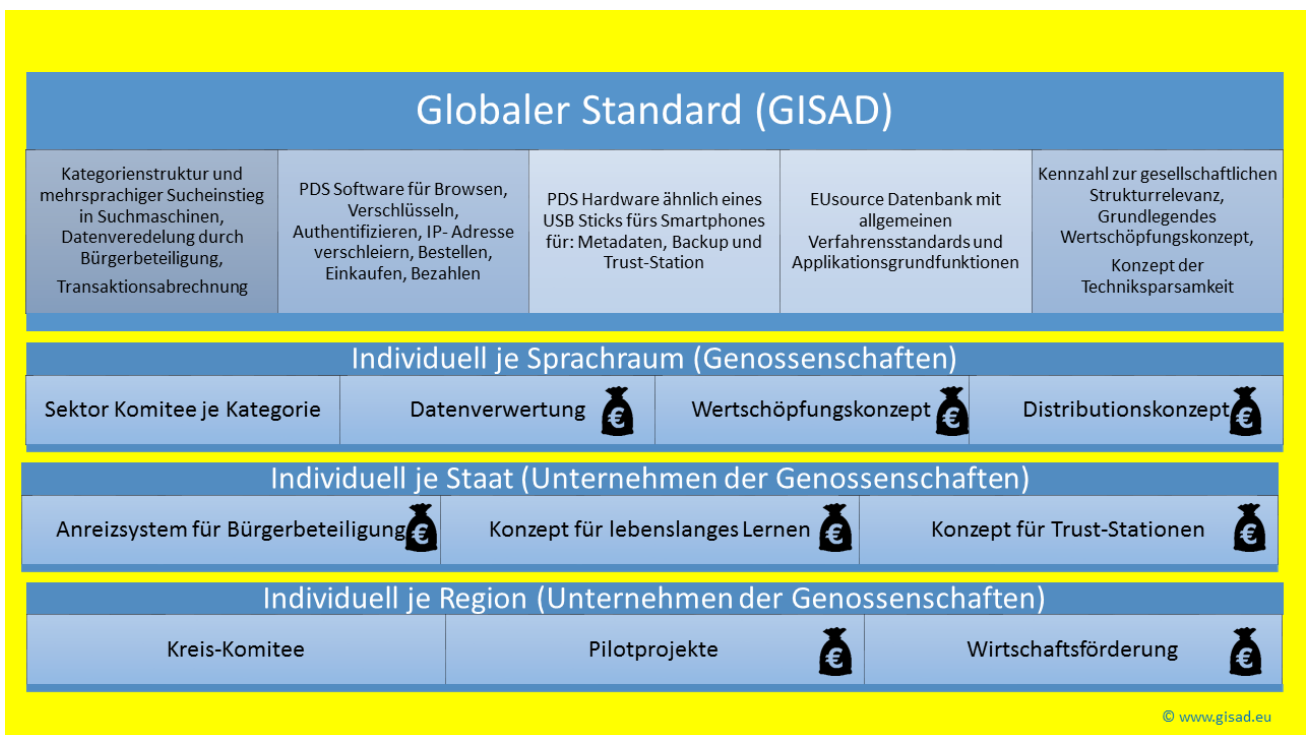 Globaler Standard (GISAD)
Kategorienstruktur und
mehrsprachiger Sucheinstieg
in Suchmaschinen,
Datenveredelung durch
Bürgerbeteiligung,
Transaktionsabrechnung
PDS Software für Browsen,
Verschlüsseln,
Authentifizieren, IP- Adresse
verschleiern, Bestellen,
Einkaufen, Bezahlen
PDS Hardware ähnlich eines
USB Sticks fürs Smartphones
für: Metadaten, Backup und
Trust-Station
EUsource Datenbank mit
allgemeinen
Verfahrensstandards und
Applikationsgrundfunktionen
Kennzahl zur gesellschaftlichen
Strukturrelevanz,
Grundlegendes
Wertschöpfungskonzept,
Konzept der
Techniksparsamkeit
Individuell je Sprachraum (Genossenschaften)
Sektor Komitee je Kategorie
Datenverwertung €
Wertschöpfungskonzept €
Distributionskonzept €
Individuell je Staat (Unternehmen der Genossenschaften)
Anreizsystem für Bürgerbeteiligung €
Konzept für lebenslanges Lernen €
Konzept für Trust-Stationen €
Individuell je Region (Unternehmen der Genossenschaften)
Kreis-Komitee
Pilotprojekte €
Wirtschaftsförderung €
© www.gisad.eu